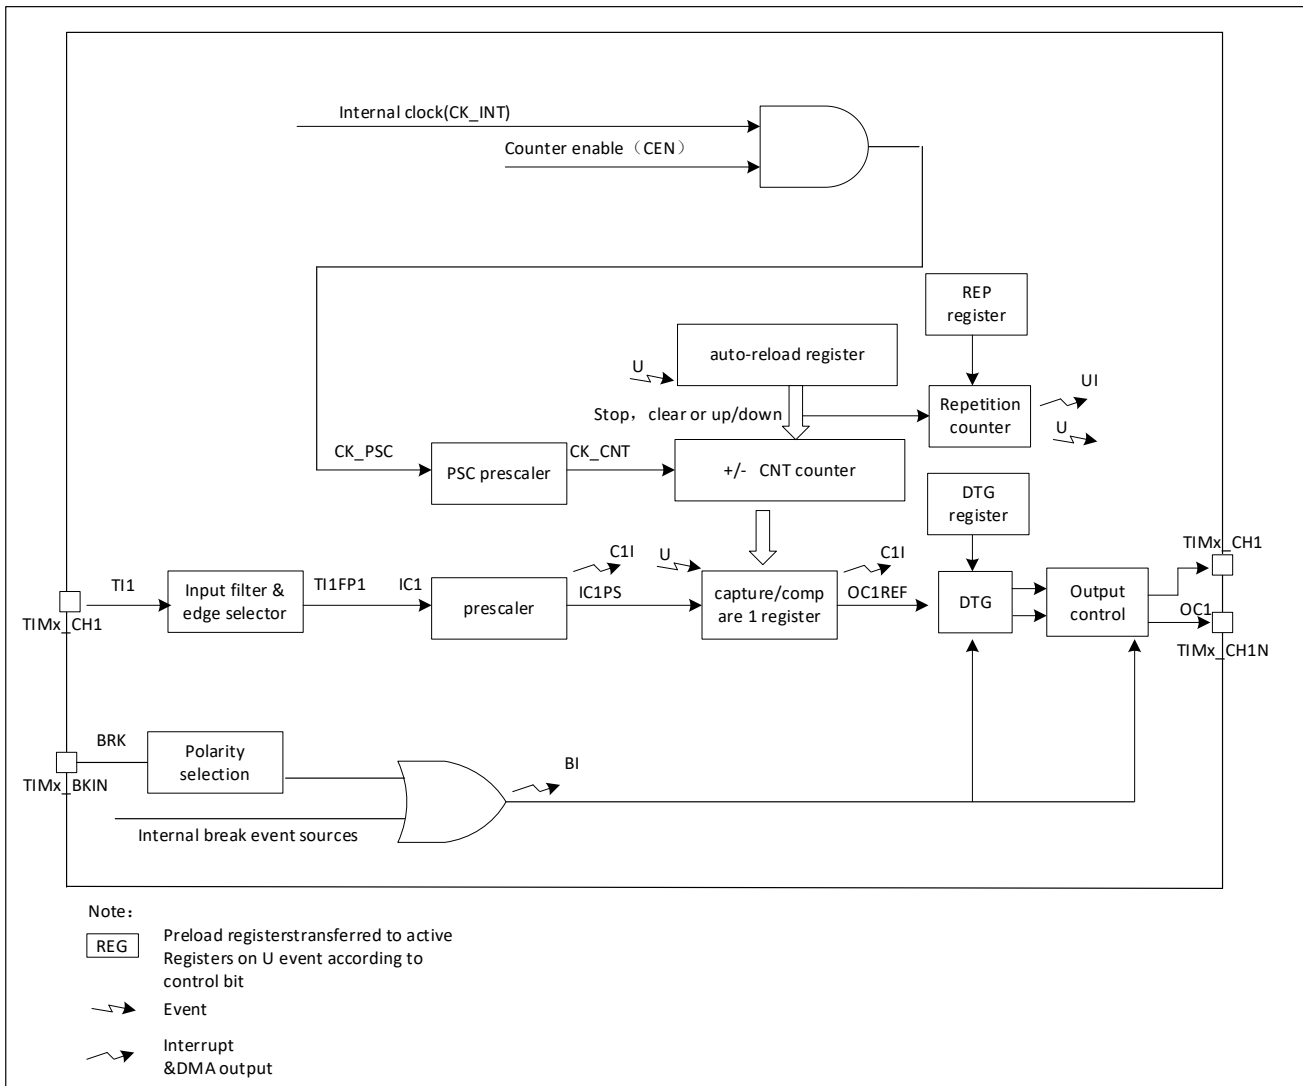 Internal clock(CK_INT)
Counter enable（CEN）
REP
register
auto-reload register
U
UI
Stop，clear or up/down
Repetition
counter
U
CK_PSC
CK_CNT
PSC prescaler
+/- CNT counter
DTG
register
TIMx_CH1
C1I
U
C1I
TI1
Input filter &
edge selector
TI1FP1
IC1
prescaler
IC1PS
capture/comp
are 1 register
OC1REF
DTG
Output
control
OC1
TIMx_CH1
TIMx_CH1N
BRK
Polarity
selection
TIMx_BKIN
BI
Internal break event sources
Note：
REG
Preload registerstransferred to active
Registers on U event according to
control bit
Event
Interrupt
&DMA output